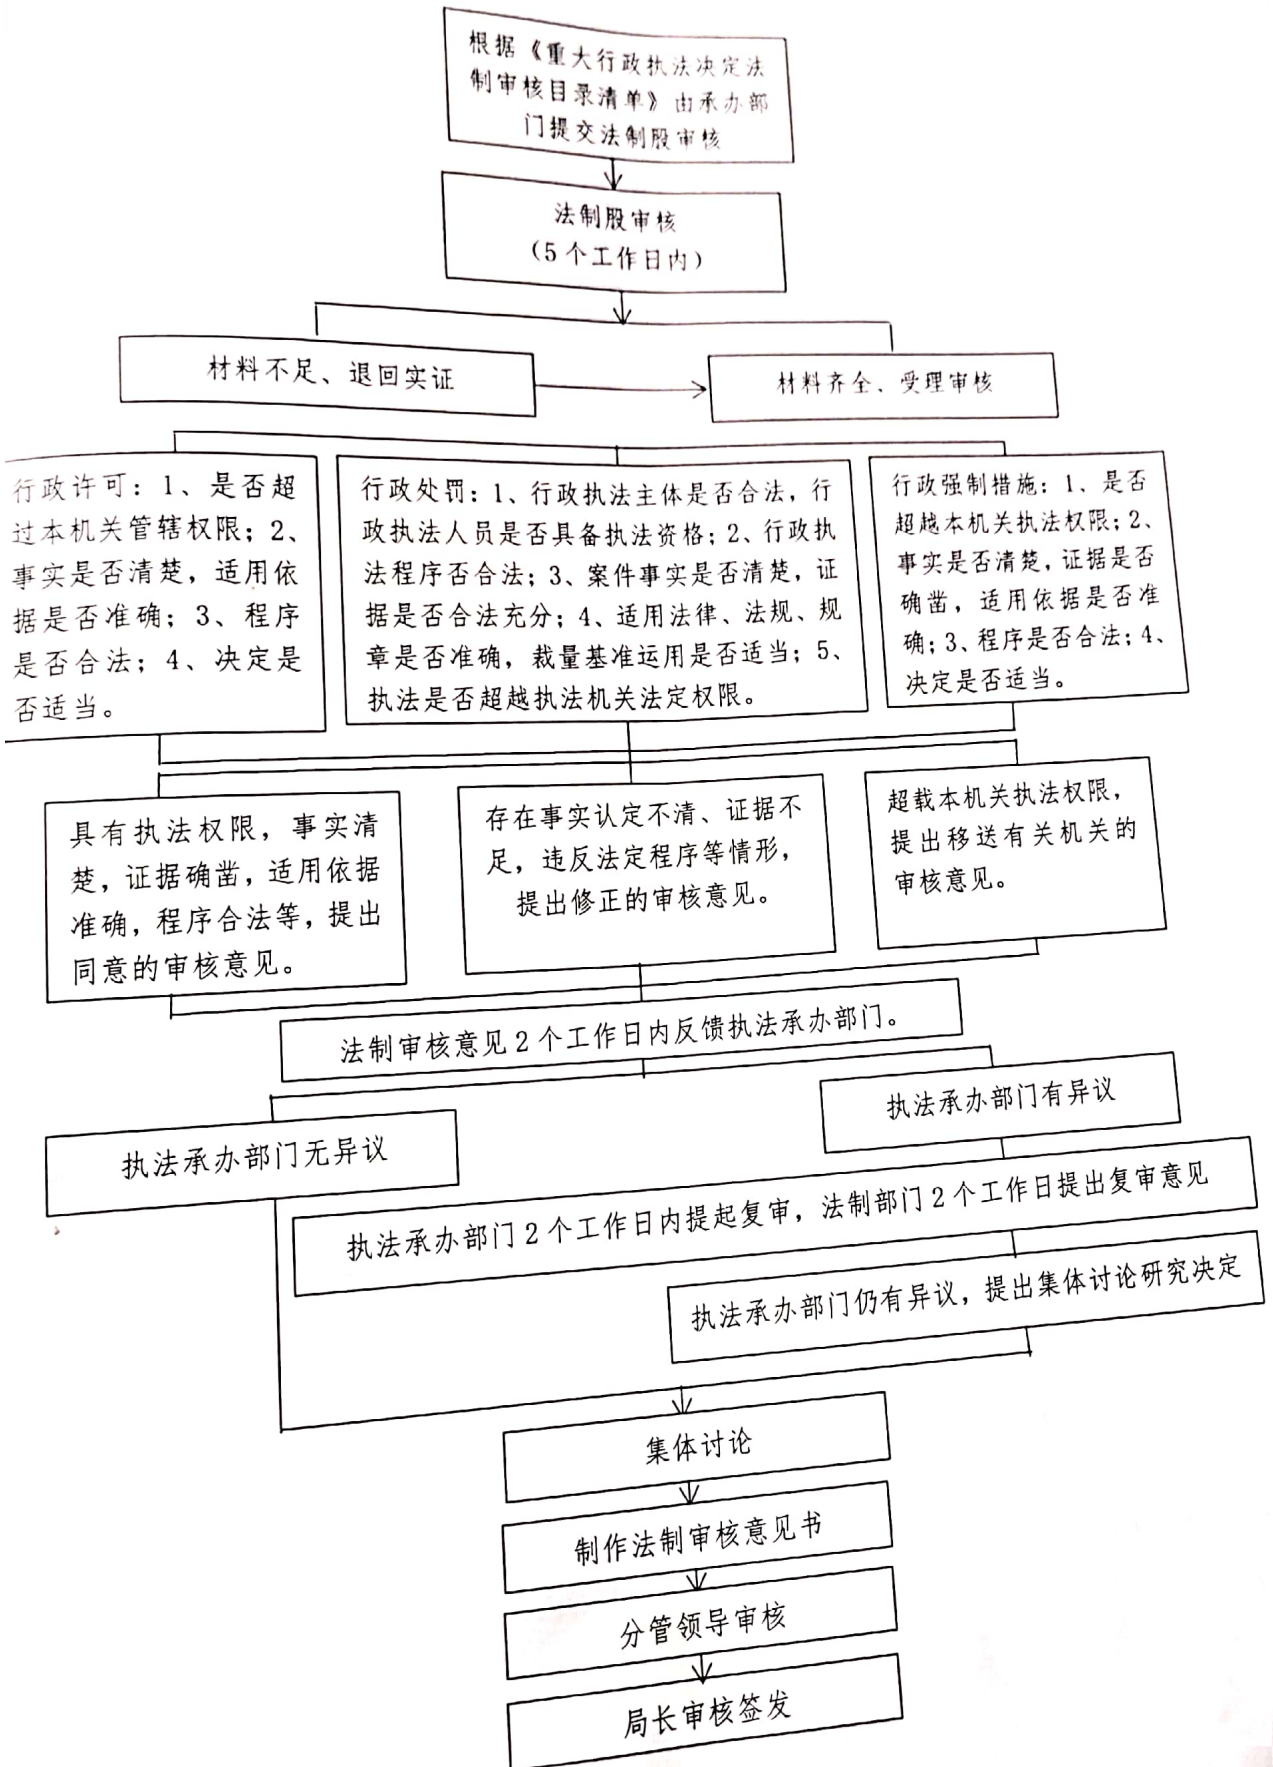 根据《重大行政执法决定法
制审核目录清单》由承办部
门提交法制股审核
法制股审核
（5个工作日内）
材料不足、退回实证
材料齐全、受理审核
行政许可：1、是否超
过本机关管辖权限；2、
事实是否清楚，适用依
据是否准确；3、程序
是否合法；4、决定是
否适当。
行政处罚：1、行政执法主体是否合法，行
政执法人员是否具备执法资格；2、行政执
法程序否合法；3、案件事实是否清楚，证
据是否合法充分；4、适用法律、法规、规
章是否准确，裁量基准运用是否适当；5、
执法是否超越执法机关法定权限。
行政强制措施：1、是否
超越本机关执法权限；2、
事实是否清楚，证据是否
确凿，适用依据是否准
确；3、程序是否合法；4、
决定是否适当。
具有执法权限，事实清
楚，证据确凿，适用依据
准确，程序合法等，提出
同意的审核意见。
存在事实认定不清、证据不
足，违反法定程序等情形，
提出修正的审核意见。
超载本机关执法权限，
提出移送有关机关的
审核意见。
法制审核意见2个工作日内反馈执法承办部门。
执法承办部门无异议
执法承办部门有异议
执法承办部门2个工作日内提起复审，法制部门2个工作日提出复审意见
执法承办部门仍有异议，提出集体讨论研究决定
集体讨论
制作法制审核意见书
分管领导审核
局长审核签发